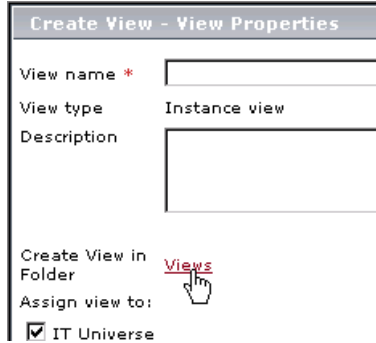 Create View - View Properties
View name *
View type Instance view
Description
Create View in
Folder Views
Assign view to:
IT Universe